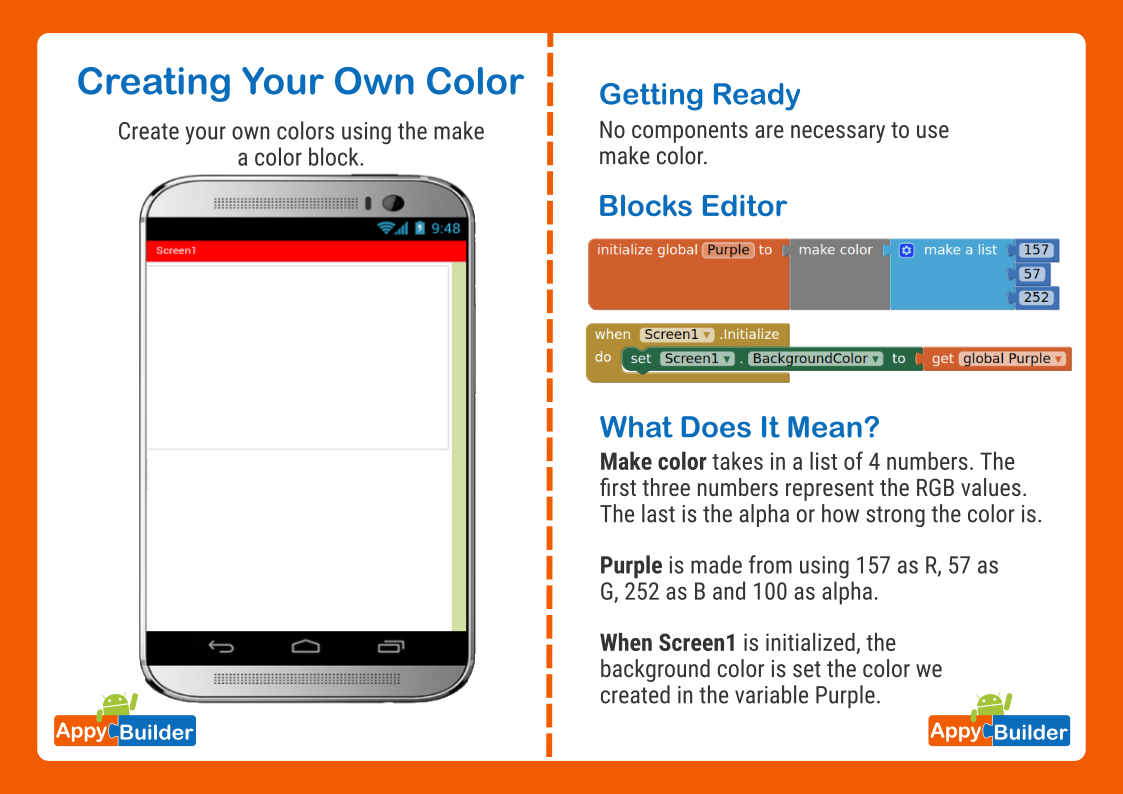 Creating Your Own Color
Create your own colors using the make
a color block.
9:48
Screen1
Appy Builder
Getting Ready
No components are necessary to use
make color.
Blocks Editor
initialize global Purple to make color make a list 157
57
252
when Screen1 .Initialize
do set Screen1 . BackgroundColor to get global Purple
What Does It Mean?
Make color takes in a list of 4 numbers. The
first three numbers represent the RGB values.
The last is the alpha or how strong the color is.
Purple is made from using 157 as R, 57 as
G, 252 as B and 100 as alpha.
When Screen1 is initialized, the
background color is set the color we
created in the variable Purple.
Appy Builder